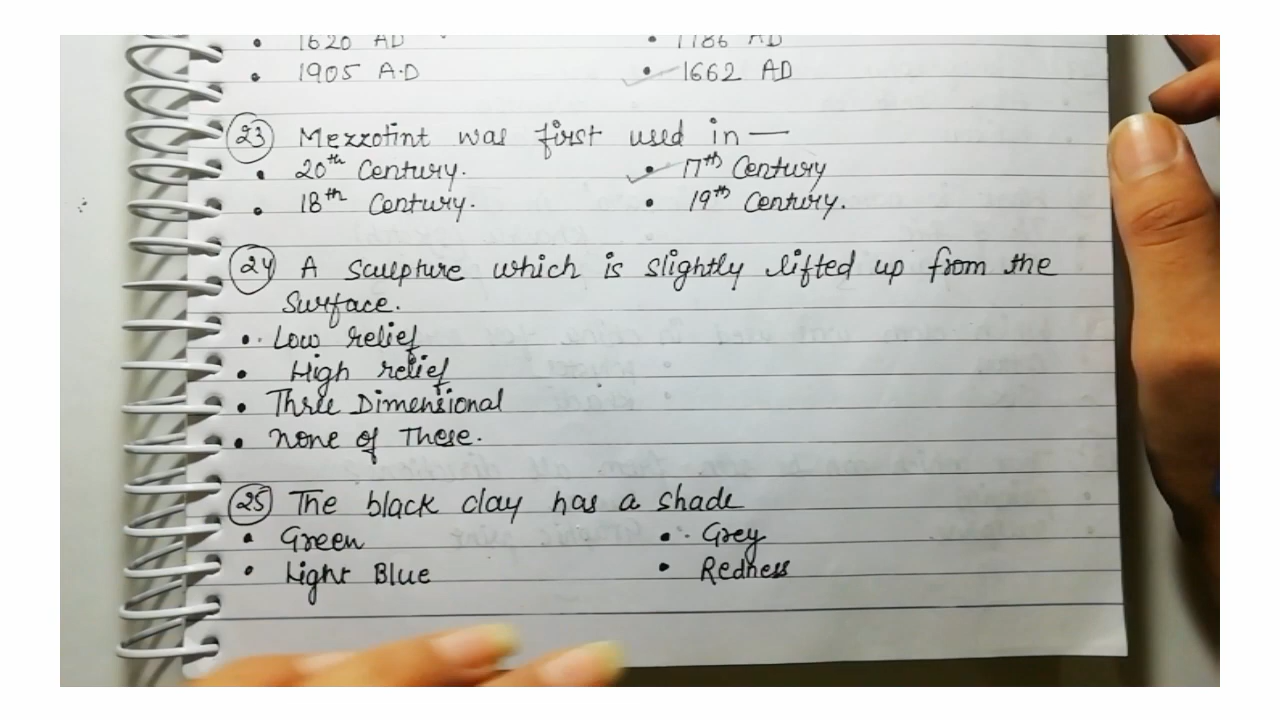 1620 AD 1186 AD
1905 A.D 1662 AD
23 Mezzotint was first used in —
20th Century. 17th Century
18th Century. 19th Century.
24 A Sculpture which is slightly lifted up from the
Surface.
Low relief
High relief
Three Dimensional
None of These.
25 The black clay has a shade
Green Grey
Light Blue Redness